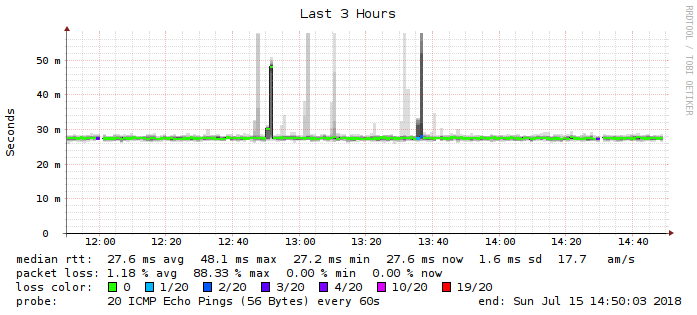 Last 3 Hours
RRDTOOL / TOBI OETIKER
Seconds
50 m
40 m
30 m
20 m
10 m
0
12:00 12:20 12:40 13:00 13:20 13:40 14:00 14:20 14:40
median rtt: 27.6 ms avg 48.1 ms max 27.2 ms min 27.6 ms now 1.6 ms sd 17.7 am/s
packet loss: 1.18 % avg 88.33 % max 0.00 % min 0.00 % now
loss color: 0 1/20 2/20 3/20 4/20 10/20 19/20
probe: 20 ICMP Echo Pings (56 Bytes) every 60s end: Sun Jul 15 14:50:03 2018